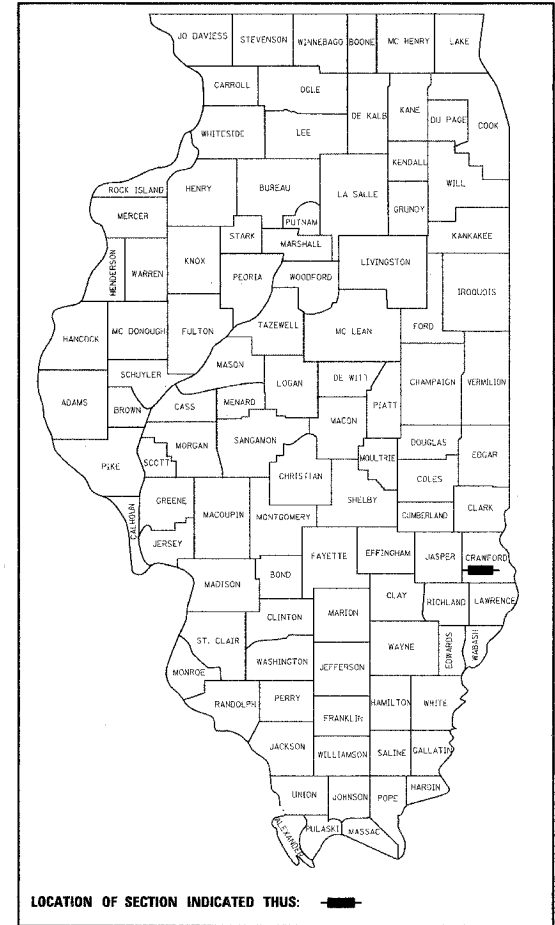 JO DAVIESS STEVENSON WINNEBAGO BOONE MC HENRY LAKE
CARROLL OGLE DE KALB KANE DU PAGE COOK
WHITESIDE LEE KENDALL WILL
ROCK ISLAND HENRY BUREAU LA SALLE GRUNDY
MERCER PUTNAM KANKAKEE
HENDERSON WARREN KNOX STARK MARSHALL LIVINGSTON
PEORIA WOODFORD IROQUOIS
HANCOCK MC DONOUGH FULTON TAZEWELL MC LEAN FORD
SCHUYLER MASON LOGAN DE WITT CHAMPAIGN VERMILION
ADAMS BROWN CASS MENARD MACON PIATT
PIKE SCOTT MORGAN SANGAMON CHRISTIAN MOULTRIE DOUGLAS EDGAR
COLES
CALHOUN GREENE MACOUPIN MONTGOMERY SHELBY CUMBERLAND CLARK
JERSEY FAYETTE EFFINGHAM JASPER CRAWFORD
MADISON BOND CLAY RICHLAND LAWRENCE
CLINTON MARION
ST. CLAIR WAYNE EDWARDS WABASH
WASHINGTON JEFFERSON
MONROE
RANDOLPH PERRY HAMILTON WHITE
FRANKLIN
JACKSON WILLIAMSON SALINE GALLATIN
UNION JOHNSON POPE HARDIN
ALEXANDER PULASKI MASSAC
LOCATION OF SECTION INDICATED THUS: